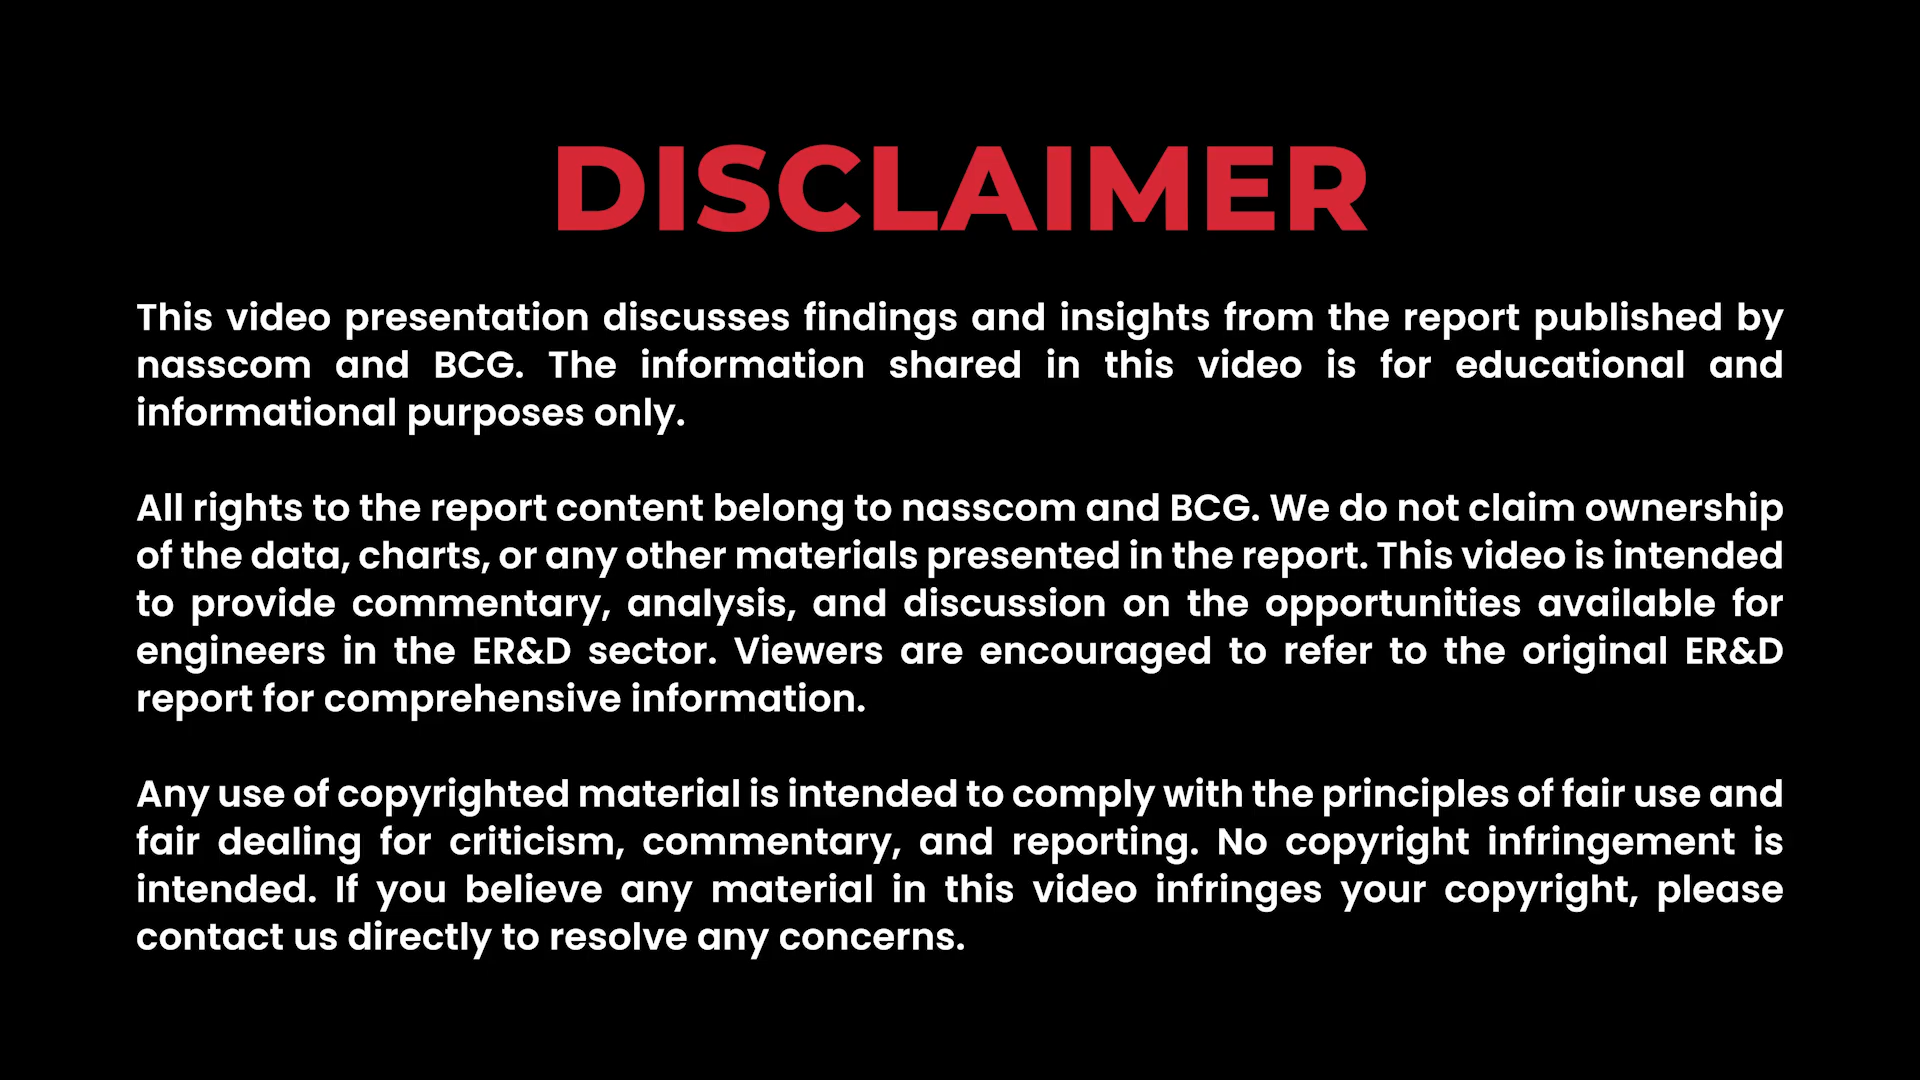 DISCLAIMER
This video presentation discusses findings and insights from the report published by
nasscom and BCG. The information shared in this video is for educational and
informational purposes only.
All rights to the report content belong to nasscom and BCG. We do not claim ownership
of the data, charts, or any other materials presented in the report. This video is intended
to provide commentary, analysis, and discussion on the opportunities available for
engineers in the ER&D sector. Viewers are encouraged to refer to the original ER&D
report for comprehensive information.
Any use of copyrighted material is intended to comply with the principles of fair use and
fair dealing for criticism, commentary, and reporting. No copyright infringement is
intended. If you believe any material in this video infringes your copyright, please
contact us directly to resolve any concerns.